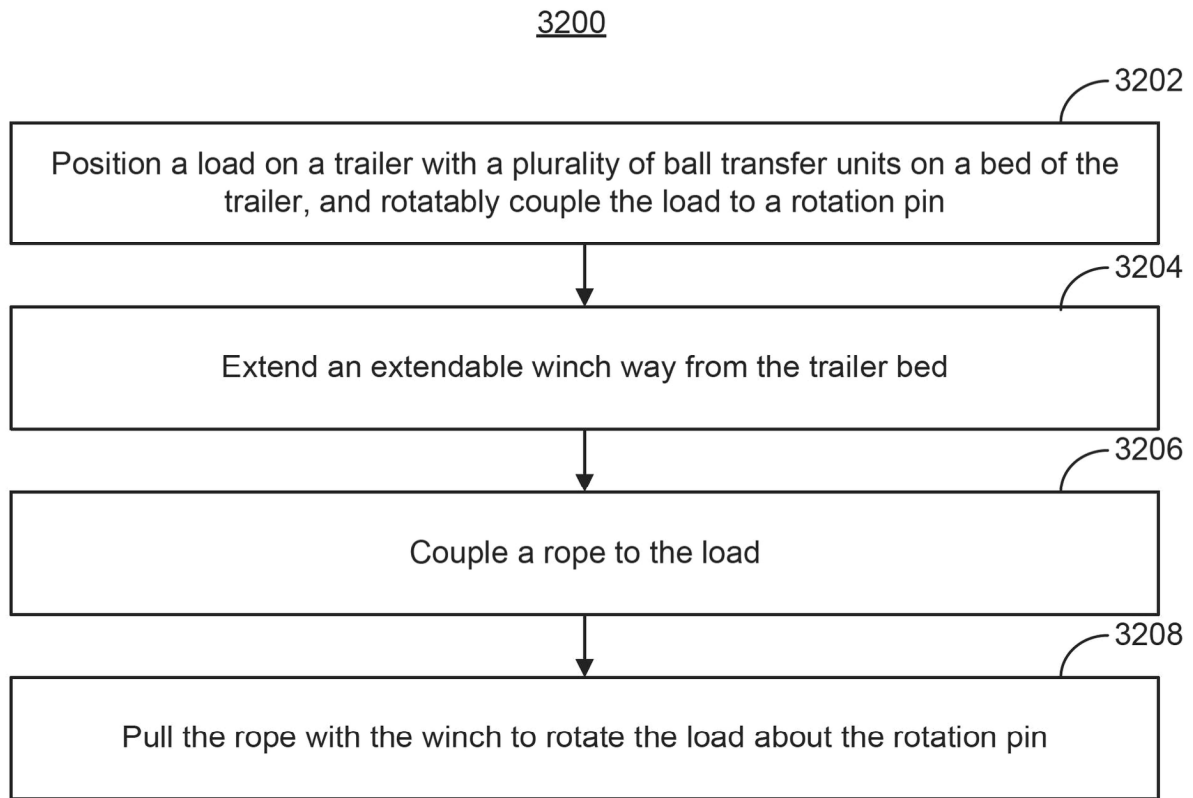 3200
3202
Position a load on a trailer with a plurality of ball transfer units on a bed of the
trailer, and rotatably couple the load to a rotation pin
3204
Extend an extendable winch way from the trailer bed
3206
Couple a rope to the load
3208
Pull the rope with the winch to rotate the load about the rotation pin